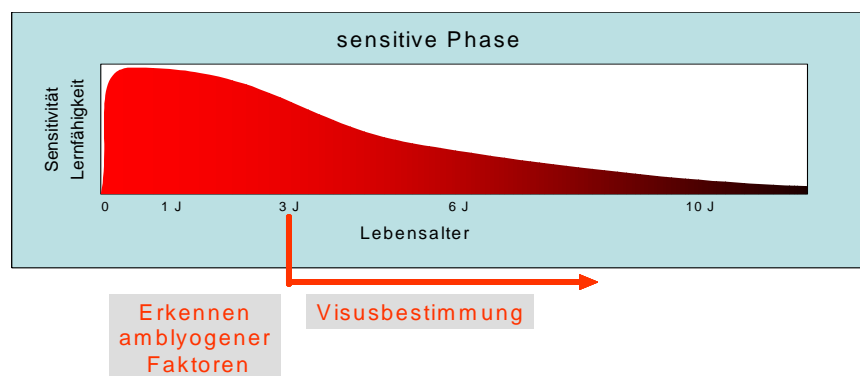 sensitive Phase
Sensitivität
Lernfähigkeit
0 1 J 3 J 6 J 10 J
Lebensalter
Erkennen
amblyogener
Faktoren
Visusbestimmung